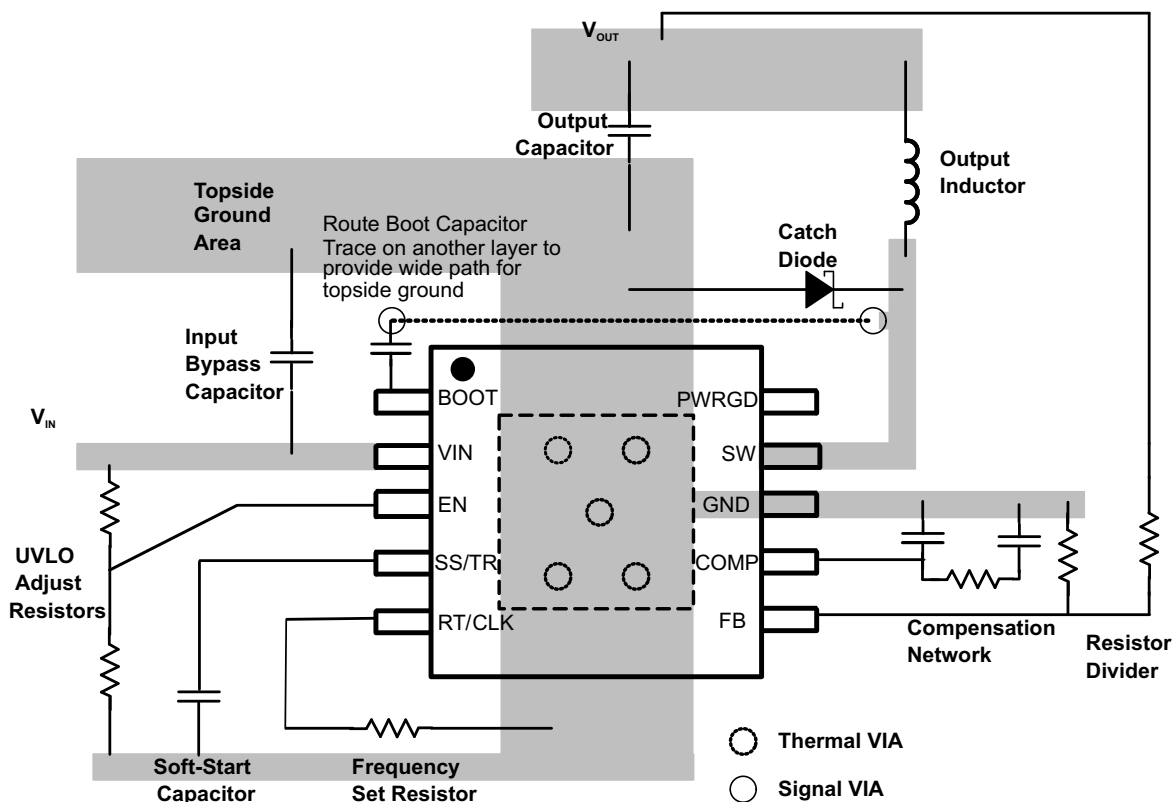 VOUT
Output
Capacitor
Output
Inductor
Topside
Ground
Area
Route Boot Capacitor
Trace on another layer to
provide wide path for
topside ground
Catch
Diode
Input
Bypass
Capacitor
VIN
BOOT
VIN
EN
SS/TR
RT/CLK
PWRGD
SW
GND
COMP
FB
UVLO
Adjust
Resistors
Compensation
Network
Resistor
Divider
Soft-Start
Capacitor
Frequency
Set Resistor
Thermal VIA
Signal VIA